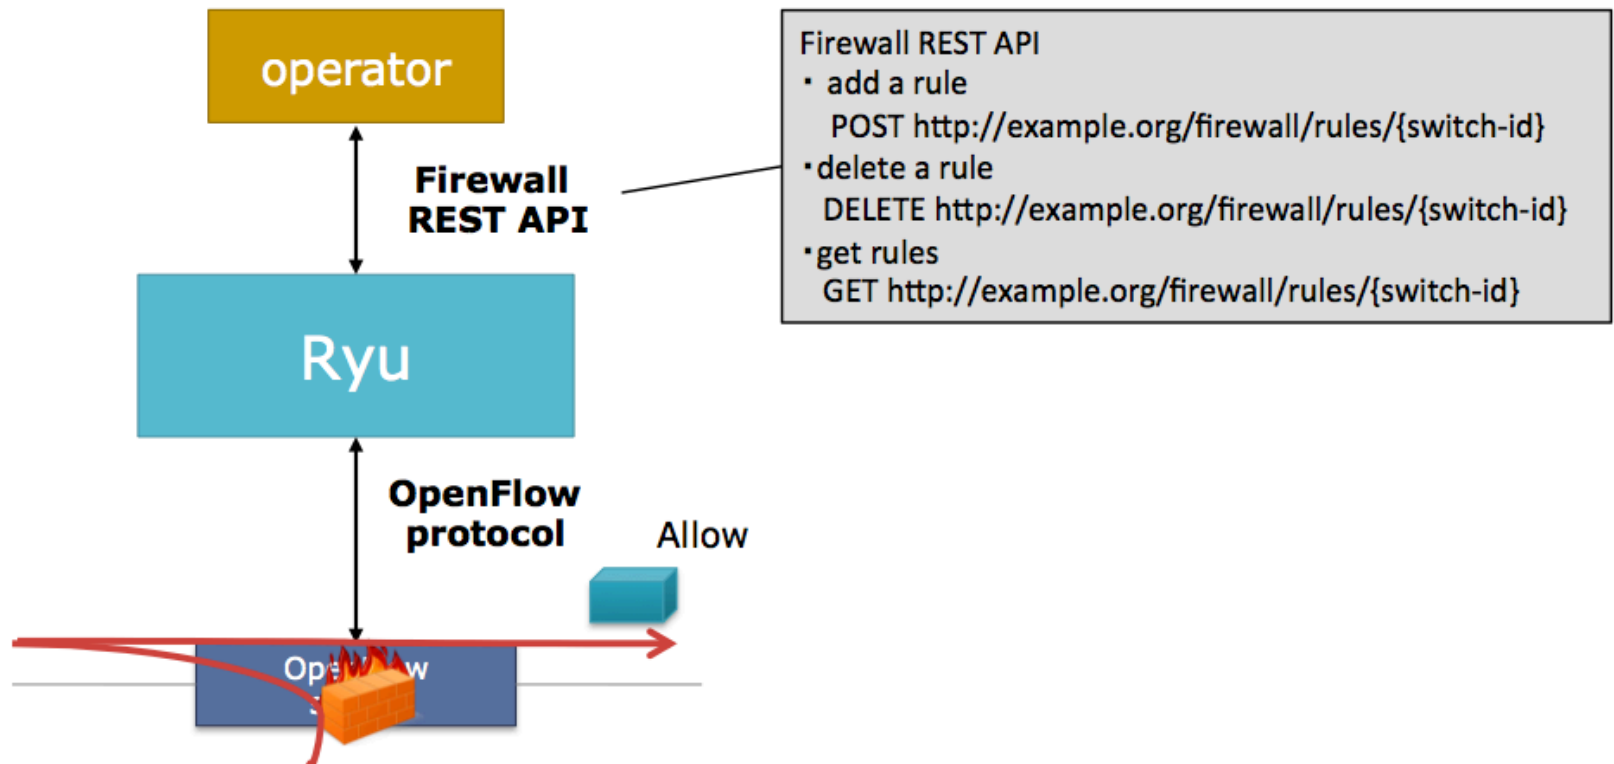 operator
Firewall
REST API
Ryu
OpenFlow
protocol
Allow
Firewall REST API
・ add a rule
POST http://example.org/firewall/rules/{switch-id}
・delete a rule
DELETE http://example.org/firewall/rules/{switch-id}
・get rules
GET http://example.org/firewall/rules/{switch-id}